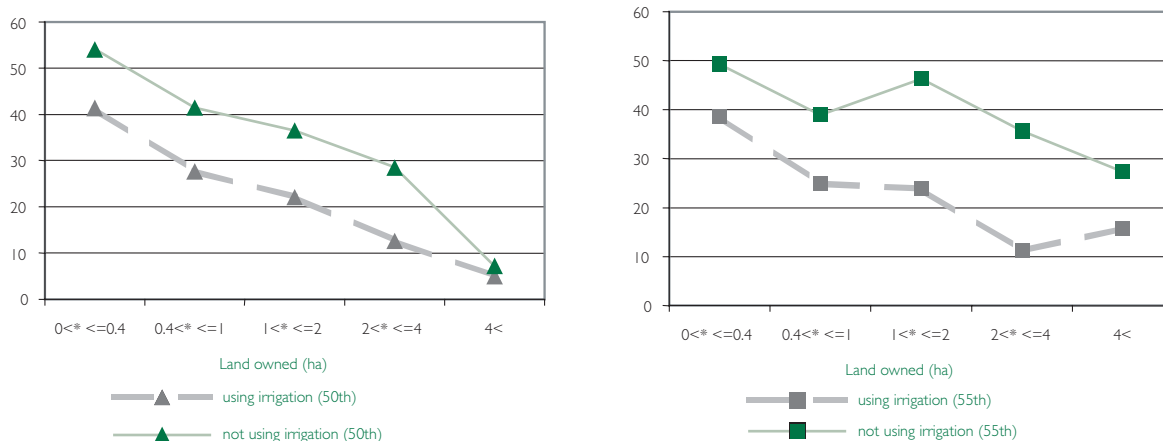 60
50
40
30
20
10
0
0<* <=0.4 0.4<* <=1 1<* <=2 2<* <=4 4<
Land owned (ha)
using irrigation (50th)
not using irrigation (50th)
60
50
40
30
20
10
0
0<* <=0.4 0.4<* <=1 1<* <=2 2<* <=4 4<
Land owned (ha)
using irrigation (55th)
not using irrigation (55th)